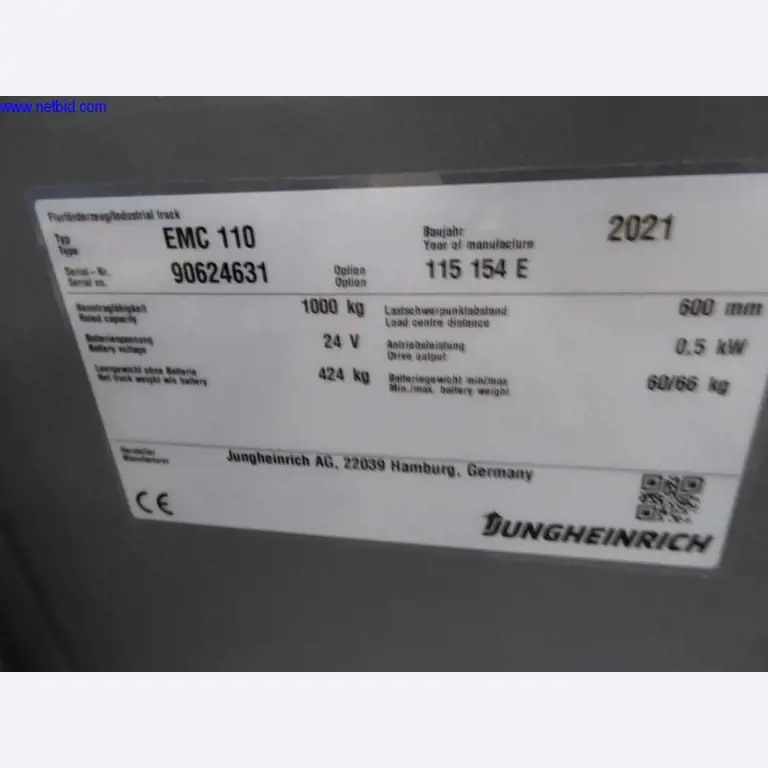 www.netbid.com
Flurförderzeug/Industrial truck
Typ
Type
EMC 110
Baujahr
Year of manufacture
2021
Serial-Nr.
Serial no.
90624631
Option
Option
115 154 E
Nenntragfähigkeit
Rated capacity
1000 kg
Lastschwerpunktabstand
Load centre distance
600 mm
Batteriespannung
Battery voltage
24 V
Antriebsleistung
Drive output
0.5 kW
Leergewicht ohne Batterie
Net truck weight w/o battery
424 kg
Batteriegewicht min/max
Min./max. battery weight
60/66 kg
Hersteller
Manufacturer
Jungheinrich AG, 22039 Hamburg, Germany
CE
JUNGHEINRICH